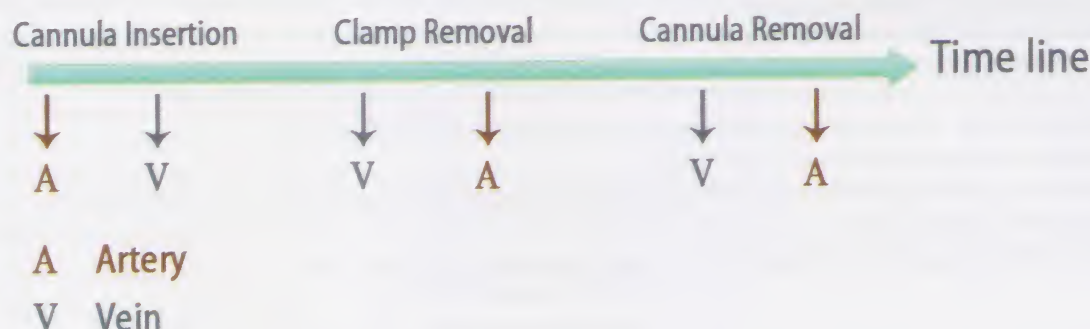 Cannula Insertion Clamp Removal Cannula Removal
Time line
A V V A V A
A Artery
V Vein